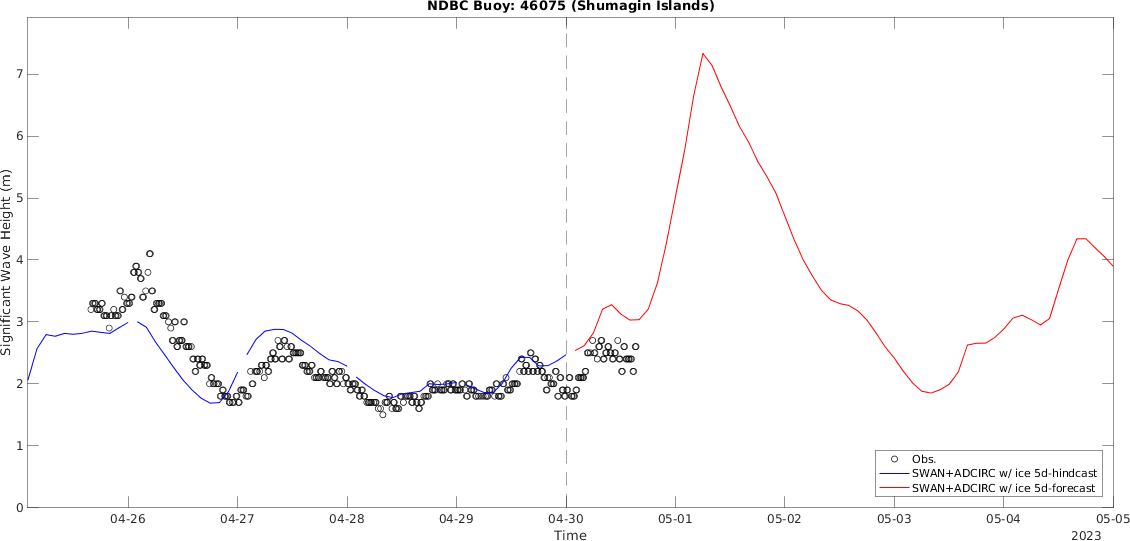 NDBC Buoy: 46075 (Shumagin Islands)
Significant Wave Height (m)
7
6
5
4
3
2
1
0
Obs.
SWAN+ADCIRC w/ ice 5d-hindcast
SWAN+ADCIRC w/ ice 5d-forecast
04-26 04-27 04-28 04-29 04-30 05-01 05-02 05-03 05-04 05-05
Time
2023